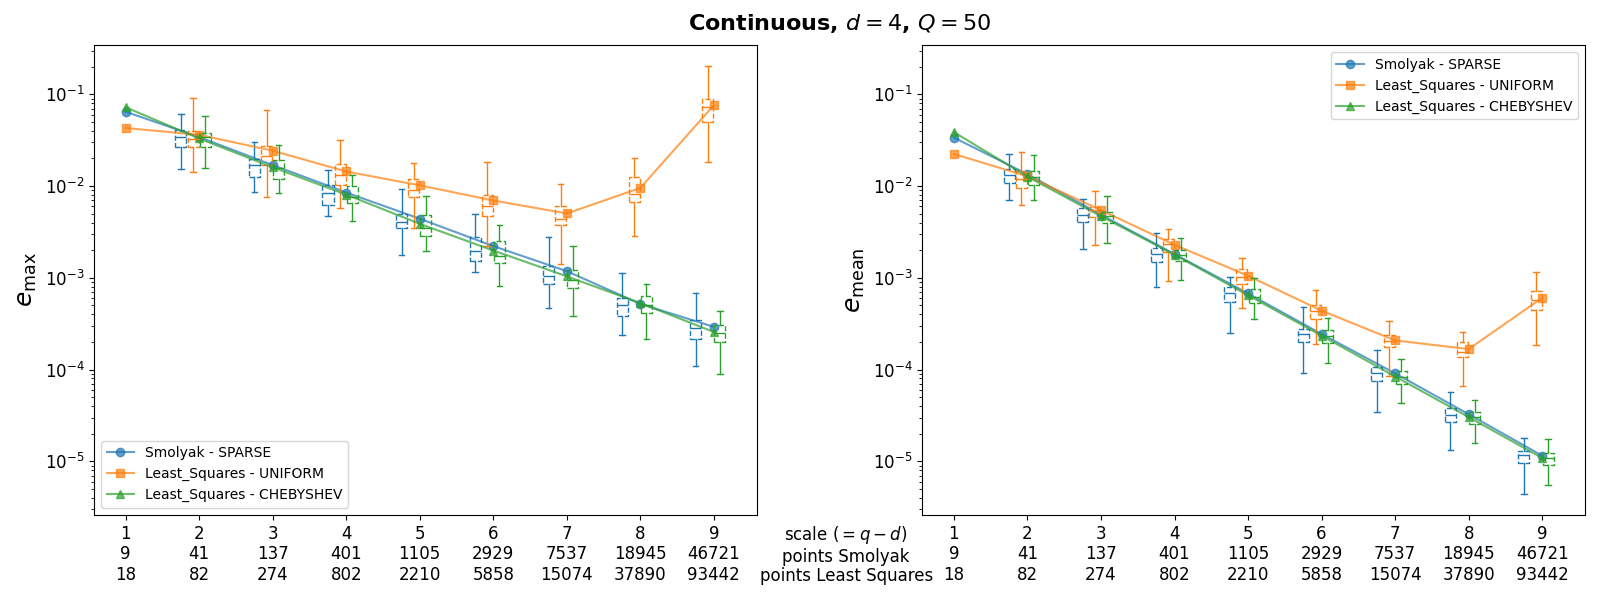 Continuous, d = 4, Q = 50
10⁻¹
10⁻²
10⁻³
10⁻⁴
10⁻⁵
e_max
Smolyak - SPARSE
Least_Squares - UNIFORM
Least_Squares - CHEBYSHEV
1 2 3 4 5 6 7 8 9
9 41 137 401 1105 2929 7537 18945 46721
18 82 274 802 2210 5858 15074 37890 93442
scale (= q − d)
points Smolyak
points Least Squares
10⁻¹
10⁻²
10⁻³
10⁻⁴
10⁻⁵
e_mean
Smolyak - SPARSE
Least_Squares - UNIFORM
Least_Squares - CHEBYSHEV
1 2 3 4 5 6 7 8 9
9 41 137 401 1105 2929 7537 18945 46721
18 82 274 802 2210 5858 15074 37890 93442